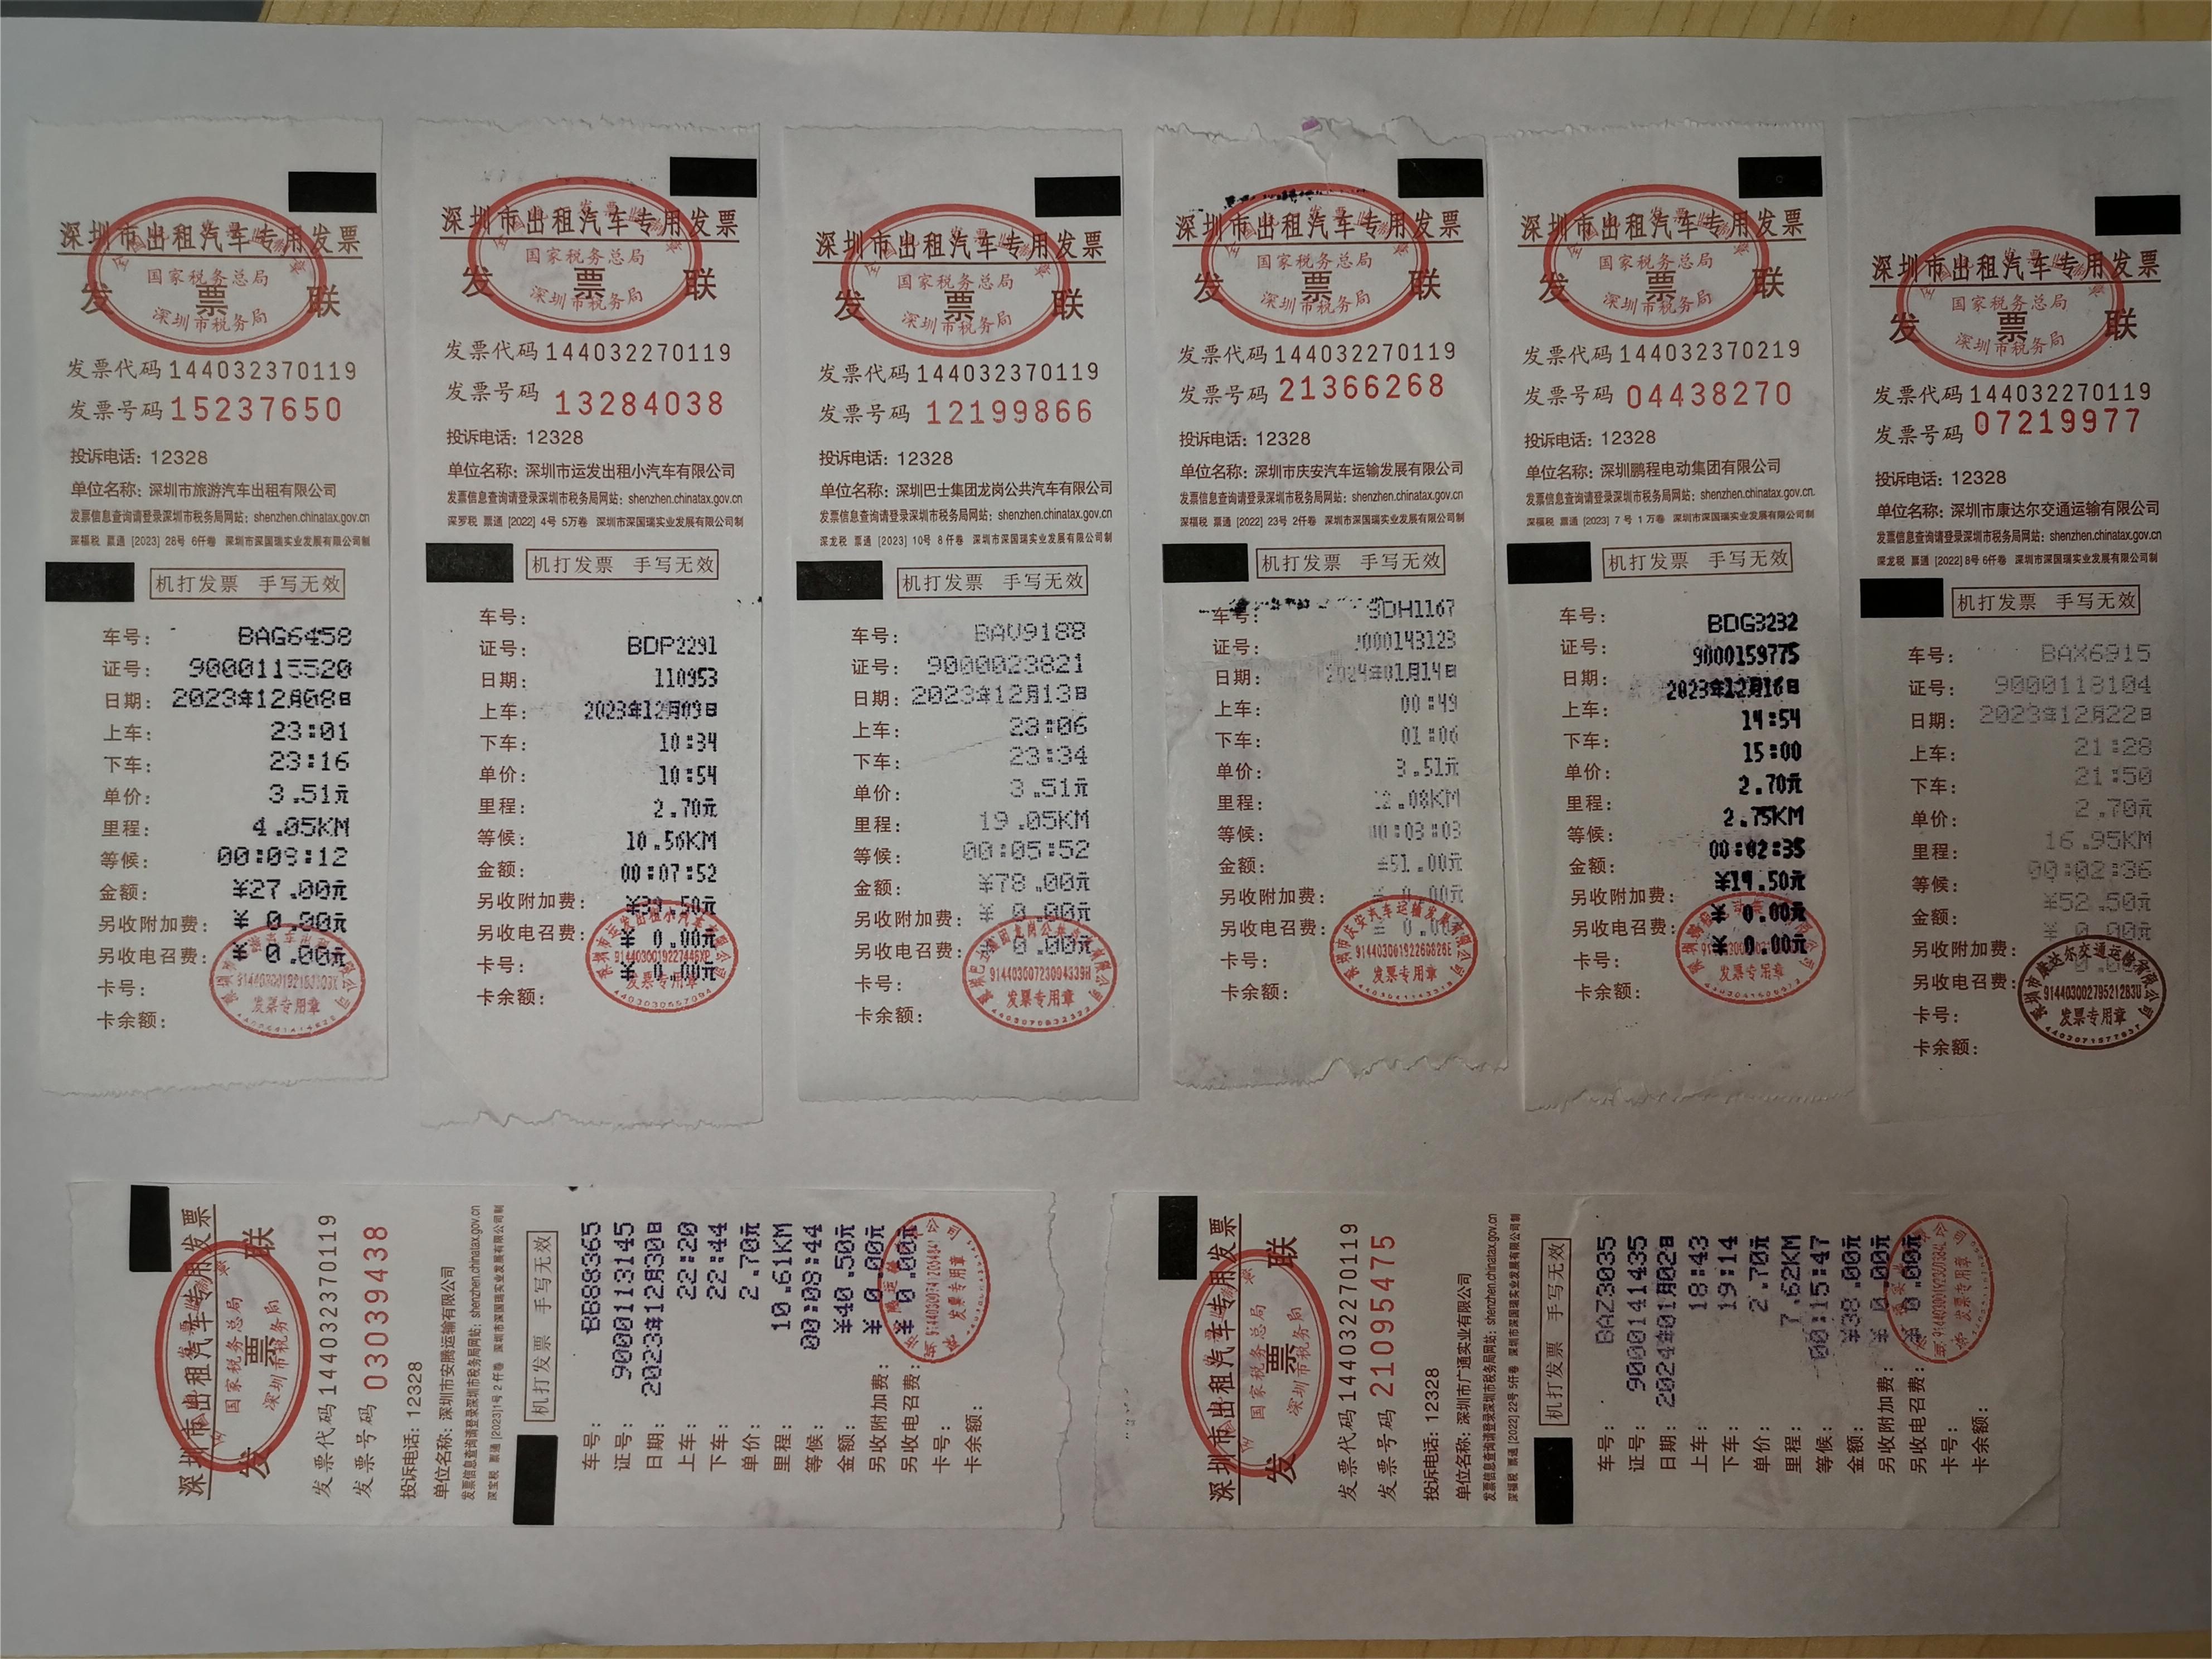 深圳市出租汽车专用发票
国家税务总局
发票联
深圳市税务局
发票代码 144032370119
发票号码 15237650
投诉电话：12328
单位名称：深圳市旅游汽车出租有限公司
发票信息查询请登录深圳市税务局网站：shenzhen.chinatax.gov.cn
深福税 票通 [2023] 28号 6仟卷 深圳市深国瑞实业发展有限公司制
机打发票 手写无效
车号： BAG6458
证号： 9000115520
日期： 2023年12月08日
上车： 23:01
下车： 23:16
单价： 3.51元
里程： 4.05KM
等候： 00:08:12
金额： ¥27.00元
另收附加费： ¥ 0.00元
另收电召费： ¥ 0.00元
卡号：
发票专用章
卡余额：
深圳市出租汽车专用发票
国家税务总局
发票联
深圳市税务局
发票代码 144032270119
发票号码 13284038
投诉电话：12328
单位名称：深圳市运发出租小汽车有限公司
发票信息查询请登录深圳市税务局网站：shenzhen.chinatax.gov.cn
深罗税 票通 [2022] 4号 5万卷 深圳市深国瑞实业发展有限公司制
机打发票 手写无效
车号：
证号： BDP2291
日期： 110953
上车： 2023年12月09日
下车： 10:34
单价： 10:54
里程： 2.70元
等候： 10.56KM
金额： 00:07:52
另收附加费： ¥39.50元
另收电召费： ¥ 0.00元
卡号： ¥ 0.00元
发票专用章
卡余额：
深圳市出租汽车专用发票
国家税务总局
发票联
深圳市税务局
发票代码 144032370119
发票号码 12199866
投诉电话：12328
单位名称：深圳巴士集团龙岗公共汽车有限公司
发票信息查询请登录深圳市税务局网站：shenzhen.chinatax.gov.cn
深龙税 票通 [2023] 10号 8仟卷 深圳市深国瑞实业发展有限公司制
机打发票 手写无效
车号： BAV9188
证号： 9000023821
日期： 2023年12月13日
上车： 23:06
下车： 23:34
单价： 3.51元
里程： 19.05KM
等候： 00:05:52
金额： ¥78.00元
另收附加费： ¥ 0.00元
另收电召费： ¥ 0.00元
卡号：
91440300723094339H
发票专用章
卡余额：
深圳市出租汽车专用发票
国家税务总局
发票联
深圳市税务局
发票代码 144032270119
发票号码 21366268
投诉电话：12328
单位名称：深圳市庆安汽车运输发展有限公司
发票信息查询请登录深圳市税务局网站：shenzhen.chinatax.gov.cn
深福税 票通 [2022] 23号 2仟卷 深圳市深国瑞实业发展有限公司制
机打发票 手写无效
车号： BDH1167
证号： 000143123
日期： 2024年01月14日
上车： 00:49
下车： 01:06
单价： 3.51元
里程： 12.08KM
等候： 00:03:03
金额： ¥51.00元
另收附加费： ¥ 0.00元
另收电召费： ¥ 0.00元
卡号：
发票专用章
卡余额：
深圳市出租汽车专用发票
国家税务总局
发票联
深圳市税务局
发票代码 144032370219
发票号码 04438270
投诉电话：12328
单位名称：深圳鹏程电动集团有限公司
发票信息查询请登录深圳市税务局网站：shenzhen.chinatax.gov.cn
深福税 票通 [2023] 7号 1万卷 深圳市深国瑞实业发展有限公司制
机打发票 手写无效
车号： BDG3232
证号： 9000159775
日期： 2023年12月16日
上车： 14:54
下车： 15:00
单价： 2.70元
里程： 2.75KM
等候： 00:02:35
金额： ¥19.50元
另收附加费： ¥ 0.00元
另收电召费： ¥ 0.00元
卡号：
发票专用章
卡余额：
深圳市出租汽车专用发票
国家税务总局
发票联
深圳市税务局
发票代码 144032270119
发票号码 07219977
投诉电话：12328
单位名称：深圳市康达尔交通运输有限公司
发票信息查询请登录深圳市税务局网站：shenzhen.chinatax.gov.cn
深龙税 票通 [2022] 8号 6仟卷 深圳市深国瑞实业发展有限公司制
机打发票 手写无效
车号： BAX6915
证号： 9000118104
日期： 2023年12月22日
上车： 21:28
下车： 21:50
单价： 2.70元
里程： 16.95KM
等候： 00:02:36
金额： ¥52.50元
另收附加费： ¥ 0.00元
另收电召费： 0.00
深圳市康达尔交通运输有限公司
91440300279521283U
卡号：
发票专用章
卡余额：
深圳市出租汽车专用发票
国家税务总局
发票联
深圳市税务局
发票代码 144032370119
发票号码 03039438
投诉电话：12328
单位名称：深圳市安腾运输有限公司
发票信息查询请登录深圳市税务局网站：shenzhen.chinatax.gov.cn
深宝税 票通 [2023] 1号 2仟卷 深圳市深国瑞实业发展有限公司制
机打发票 手写无效
车号： BB88365
证号： 9000113145
日期： 2023年12月30日
上车： 22:20
下车： 22:44
单价： 2.70元
里程： 10.61KM
等候： 00:08:44
金额： ¥40.50元
另收附加费： ¥ 0.00元
另收电召费： ¥ 0.00元
卡号：
发票专用章
卡余额：
深圳市出租汽车专用发票
国家税务总局
发票联
深圳市税务局
发票代码 144032270119
发票号码 21095475
投诉电话：12328
单位名称：深圳市广通实业有限公司
发票信息查询请登录深圳市税务局网站：shenzhen.chinatax.gov.cn
深福税 票通 [2022] 22号 5仟卷 深圳市深国瑞实业发展有限公司制
机打发票 手写无效
车号： BAZ3035
证号： 9000141435
日期： 2024年01月02日
上车： 18:43
下车： 19:14
单价： 2.70元
里程： 7.62KM
等候： 00:15:47
金额： ¥38.00元
另收附加费： ¥ 0.00元
另收电召费： ¥ 0.00元
卡号：
发票专用章
卡余额：